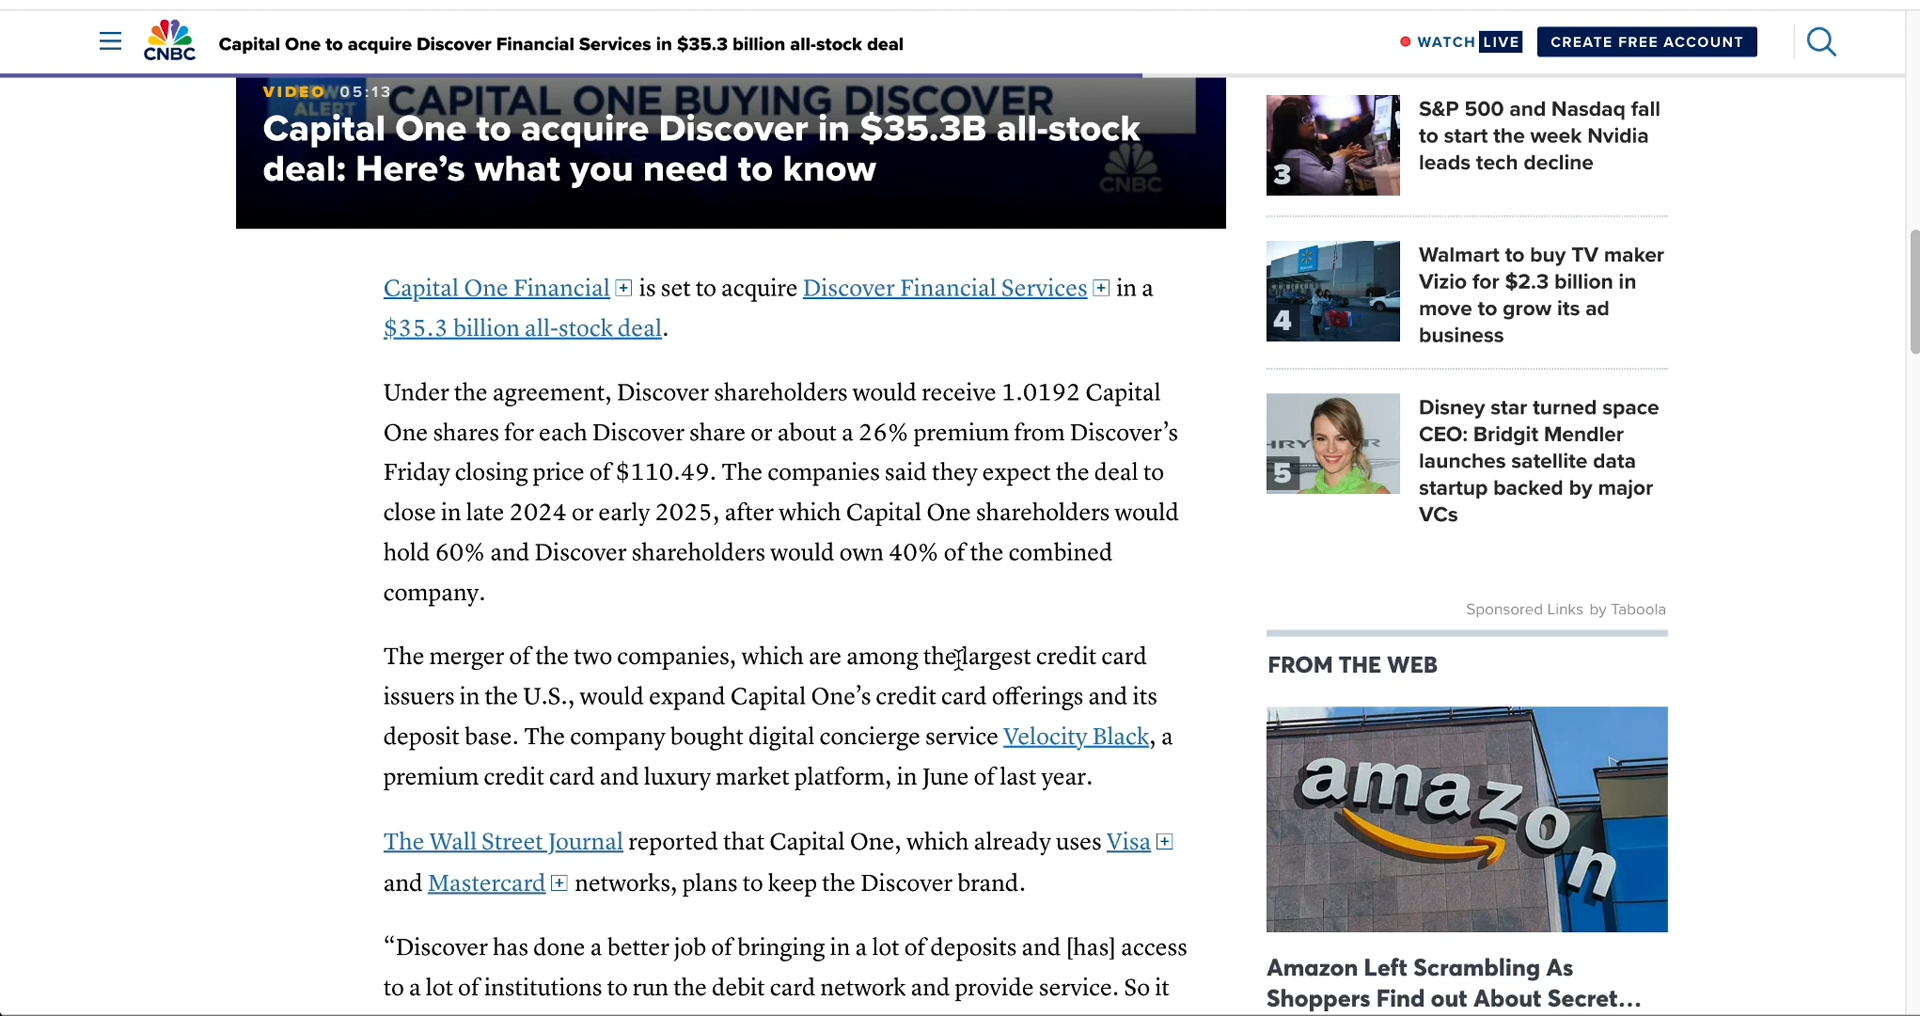 CNBC
Capital One to acquire Discover Financial Services in $35.3 billion all-stock deal
WATCH LIVE
CREATE FREE ACCOUNT
VIDEO 05:13
ALERT
CAPITAL ONE BUYING DISCOVER
Capital One to acquire Discover in $35.3B all-stock
deal: Here’s what you need to know
CNBC
Capital One Financial is set to acquire Discover Financial Services in a
$35.3 billion all-stock deal.
Under the agreement, Discover shareholders would receive 1.0192 Capital
One shares for each Discover share or about a 26% premium from Discover’s
Friday closing price of $110.49. The companies said they expect the deal to
close in late 2024 or early 2025, after which Capital One shareholders would
hold 60% and Discover shareholders would own 40% of the combined
company.
The merger of the two companies, which are among the largest credit card
issuers in the U.S., would expand Capital One’s credit card offerings and its
deposit base. The company bought digital concierge service Velocity Black, a
premium credit card and luxury market platform, in June of last year.
The Wall Street Journal reported that Capital One, which already uses Visa
and Mastercard networks, plans to keep the Discover brand.
“Discover has done a better job of bringing in a lot of deposits and [has] access
to a lot of institutions to run the debit card network and provide service. So it
3
S&P 500 and Nasdaq fall
to start the week Nvidia
leads tech decline
4
Walmart to buy TV maker
Vizio for $2.3 billion in
move to grow its ad
business
5
Disney star turned space
CEO: Bridgit Mendler
launches satellite data
startup backed by major
VCs
Sponsored Links by Taboola
FROM THE WEB
amazon
Amazon Left Scrambling As
Shoppers Find out About Secret...